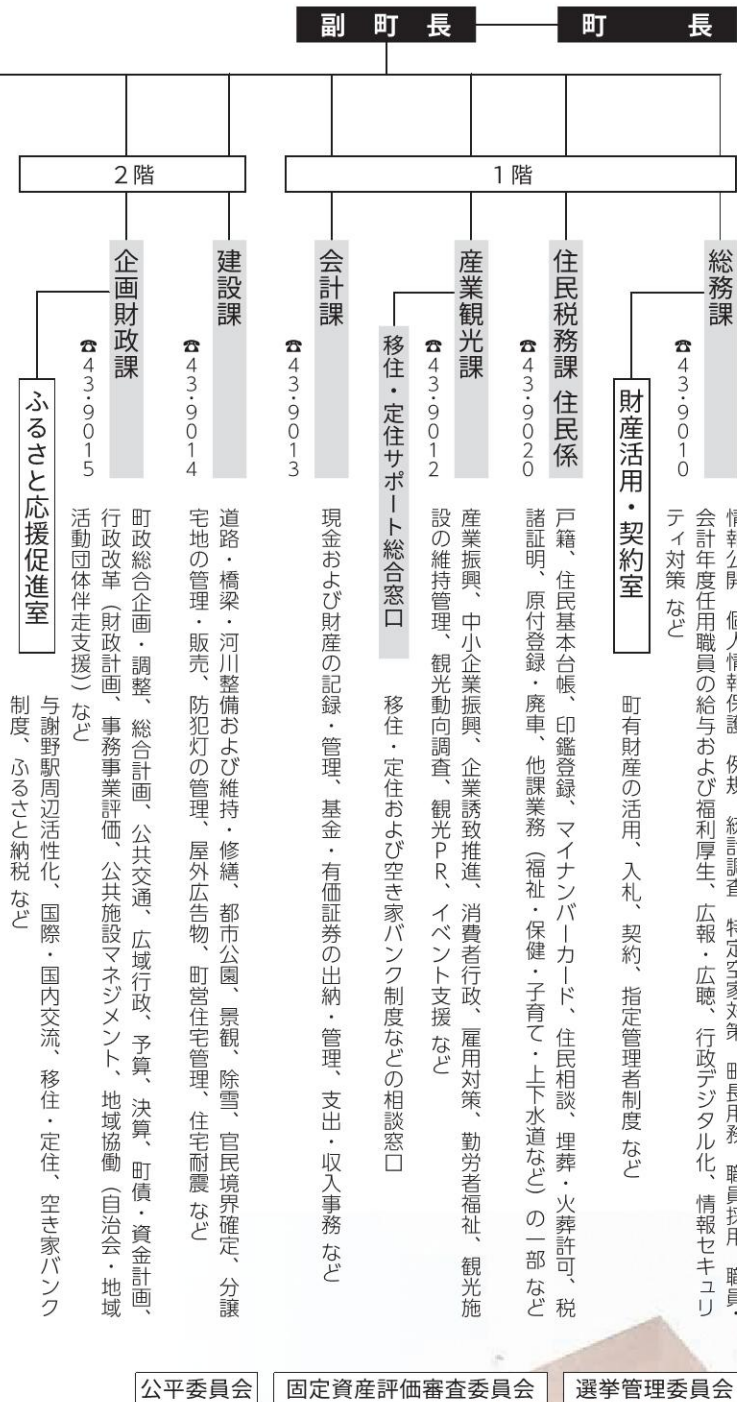 町長
副町長
1階
2階
総務課
☎43・9010
会計年度任用職員の給与および福利厚生、広報・広聴、行政デジタル化、情報セキュリ
ティ対策 など
財産活用・契約室
町有財産の活用、入札、契約、指定管理者制度 など
住民税務課 住民係
☎43・9020
戸籍、住民基本台帳、印鑑登録、マイナンバーカード、住民相談、埋葬・火葬許可、税
諸証明、原付登録・廃車、他課業務（福祉・保健・子育て・上下水道など）の一部 など
産業観光課
☎43・9012
産業振興、中小企業振興、企業誘致推進、消費者行政、雇用対策、勤労者福祉、観光施
設の維持管理、観光動向調査、観光PR、イベント支援 など
移住・定住サポート総合窓口
移住・定住および空き家バンク制度などの相談窓口
会計課
☎43・9013
現金および財産の記録・管理、基金・有価証券の出納・管理、支出・収入事務 など
建設課
☎43・9014
道路・橋梁・河川整備および維持・修繕、都市公園、景観、除雪、官民境界確定、分譲
宅地の管理・販売、防犯灯の管理、屋外広告物、町営住宅管理、住宅耐震 など
企画財政課
☎43・9015
町政総合企画・調整、総合計画、公共交通、広域行政、予算、決算、町債・資金計画、
行政改革（財政計画、事務事業評価、公共施設マネジメント、地域協働（自治会・地域
活動団体伴走支援）） など
ふるさと応援促進室
与謝野駅周辺活性化、国際・国内交流、移住・定住、空き家バンク
制度、ふるさと納税 など
選挙管理委員会
固定資産評価審査委員会
公平委員会